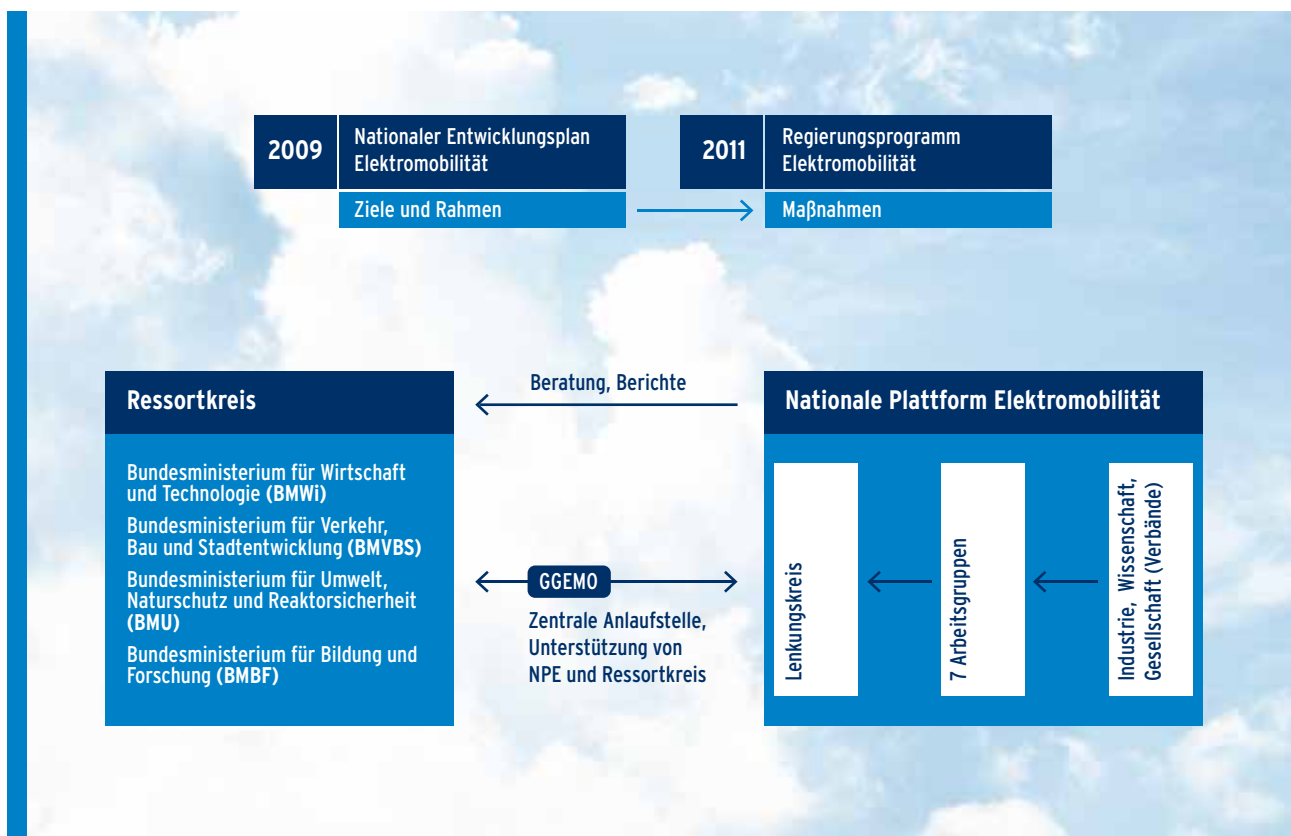 2009
Nationaler Entwicklungsplan
Elektromobilität
Ziele und Rahmen
2011
Regierungsprogramm
Elektromobilität
Maßnahmen
Ressortkreis
Bundesministerium für Wirtschaft
und Technologie (BMWi)
Bundesministerium für Verkehr,
Bau und Stadtentwicklung (BMVBS)
Bundesministerium für Umwelt,
Naturschutz und Reaktorsicherheit
(BMU)
Bundesministerium für Bildung und
Forschung (BMBF)
Beratung, Berichte
GGEMO
Zentrale Anlaufstelle,
Unterstützung von
NPE und Ressortkreis
Nationale Plattform Elektromobilität
Lenkungskreis
7 Arbeitsgruppen
Industrie, Wissenschaft,
Gesellschaft (Verbände)